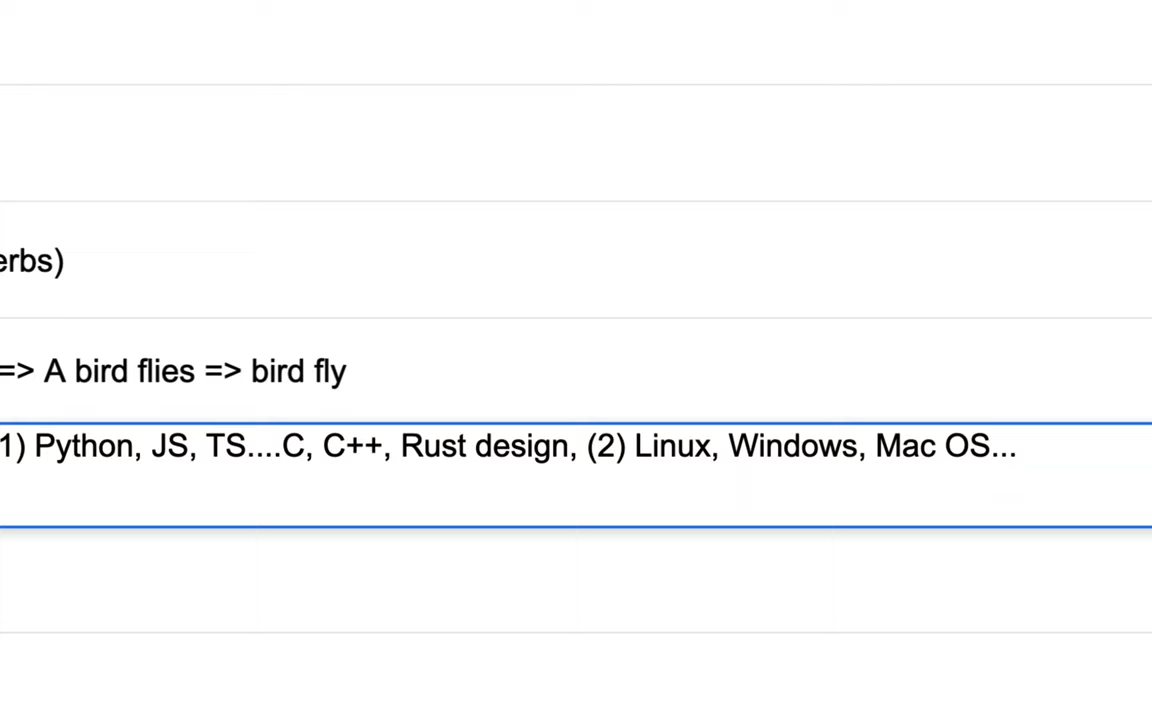 erbs)
=> A bird flies => bird fly
1) Python, JS, TS....C, C++, Rust design, (2) Linux, Windows, Mac OS...